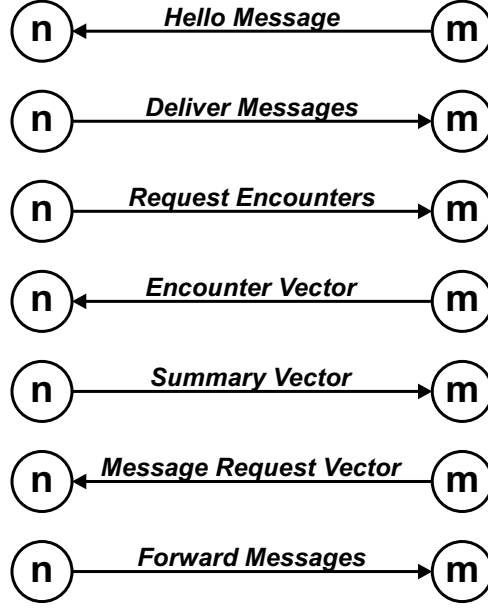 n Hello Message m
n Deliver Messages m
n Request Encounters m
n Encounter Vector m
n Summary Vector m
n Message Request Vector m
n Forward Messages m